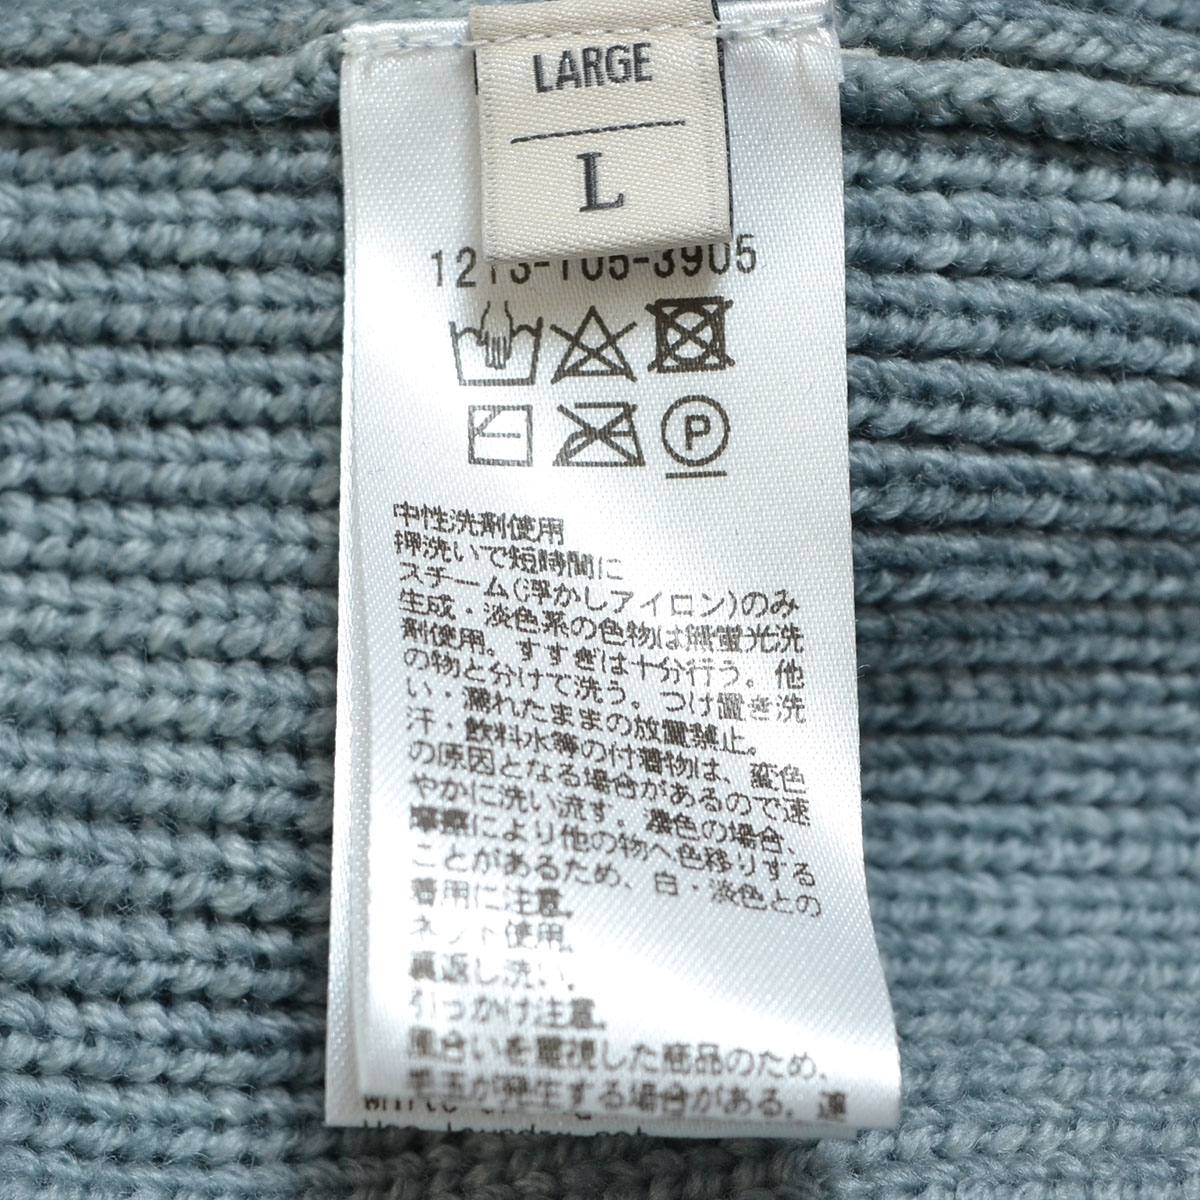 LARGE
L
1213-105-3905
P
中性洗剤使用
押洗いで短時間に
スチーム(浮かしアイロン)のみ
生成・淡色系の色物は無蛍光洗
剤使用。すすぎは十分行う。他
の物と分けて洗う。つけ置き洗
い・濡れたままの放置禁止。
汗・飲料水等の付着物は、変色
の原因となる場合があるので速
やかに洗い流す。濃色の場合、
摩擦により他の物へ色移りする
ことがあるため、白・淡色との
着用に注意。
ネット使用。
裏返し洗い。
引っかけ注意。
風合いを重視した商品のため、
毛玉が発生する場合がある。